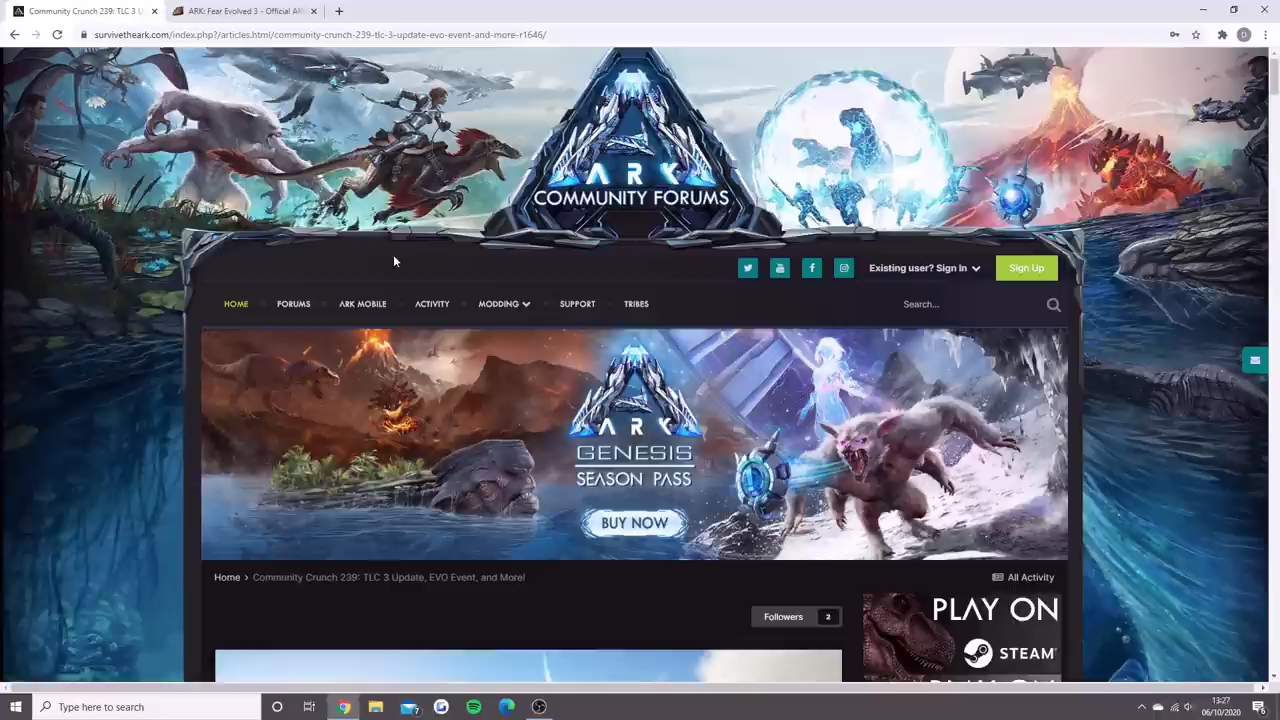 Community Crunch 239: TLC 3 U
ARK: Fear Evolved 3 - Official AR
survivetheark.com/index.php?/articles.html/community-crunch-239-tlc-3-update-evo-event-and-more-r1646/
D
ARK
COMMUNITY FORUMS
Existing user? Sign In
Sign Up
HOME
FORUMS
ARK MOBILE
ACTIVITY
MODDING
SUPPORT
TRIBES
Search...
ARK
GENESIS
SEASON PASS
BUY NOW
Home > Community Crunch 239: TLC 3 Update, EVO Event, and More!
All Activity
Followers 2
PLAY ON
STEAM
Type here to search
7
13:27
06/10/2020
6